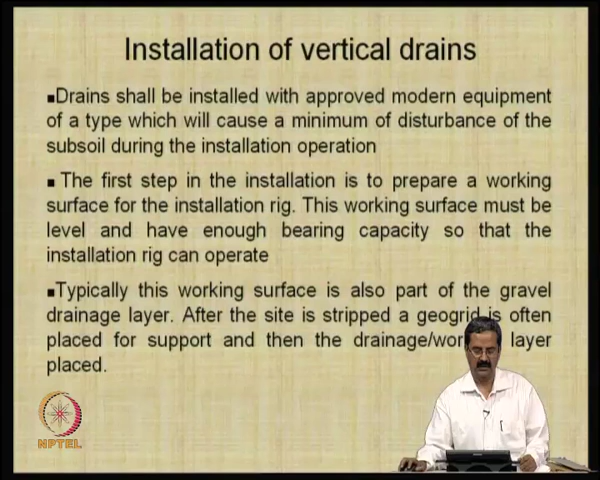 Installation of vertical drains
▪Drains shall be installed with approved modern equipment
of a type which will cause a minimum of disturbance of the
subsoil during the installation operation
▪ The first step in the installation is to prepare a working
surface for the installation rig. This working surface must be
level and have enough bearing capacity so that the
installation rig can operate
▪Typically this working surface is also part of the gravel
drainage layer. After the site is stripped a geogrid is often
placed for support and then the layer
placed.
NPTEL